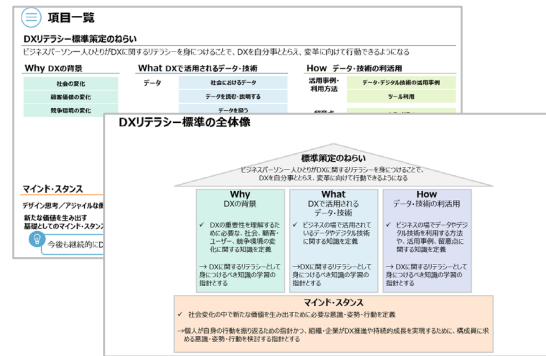 項目一覧
DXリテラシー標準策定のねらい
ビジネスパーソン一人ひとりがDXに関するリテラシーを身につけることで、DXを自分事ととらえ、変革に向けて行動できるようになる
Why DXの背景
What DXで活用されるデータ・技術
How データ・技術の利活用
社会の変化
顧客価値の変化
競争環境の変化
データ
社会におけるデータ
データを読む・説明する
データを扱う
活用事例・
利用方法
データ・デジタル技術の活用事例
ツール利用
マインド・スタンス
デザイン思考／アジャイルな働
新たな価値を生み出す
基礎としてのマインド・スタンス
今後も継続的にD
DXリテラシー標準の全体像
標準策定のねらい
ビジネスパーソン一人ひとりがDXに関するリテラシーを身につけることで、
DXを自分事ととらえ、変革に向けて行動できるようになる
Why
DXの背景
✓ DXの重要性を理解するた
めに必要な、社会、顧客・
ユーザー、競争環境の変
化に関する知識を定義
→ DXに関するリテラシーとして
身につけるべき知識の学習の
指針とする
What
DXで活用される
データ・技術
✓ ビジネスの場で活用されて
いるデータやデジタル技術
に関する知識を定義
→ DXに関するリテラシーとして
身につけるべき知識の学習の
指針とする
How
データ・技術の利活用
✓ ビジネスの場でデータやデジ
タル技術を利用する方法
や、活用事例、留意点に
関する知識を定義
→ DXに関するリテラシーとして
身につけるべき知識の学習の
指針とする
マインド・スタンス
✓ 社会変化の中で新たな価値を生み出すために必要な意識・姿勢・行動を定義
→個人が自身の行動を振り返るための指針かつ、組織・企業がDX推進や持続的成長を実現するために、構成員に求
める意識・姿勢・行動を検討する指針とする